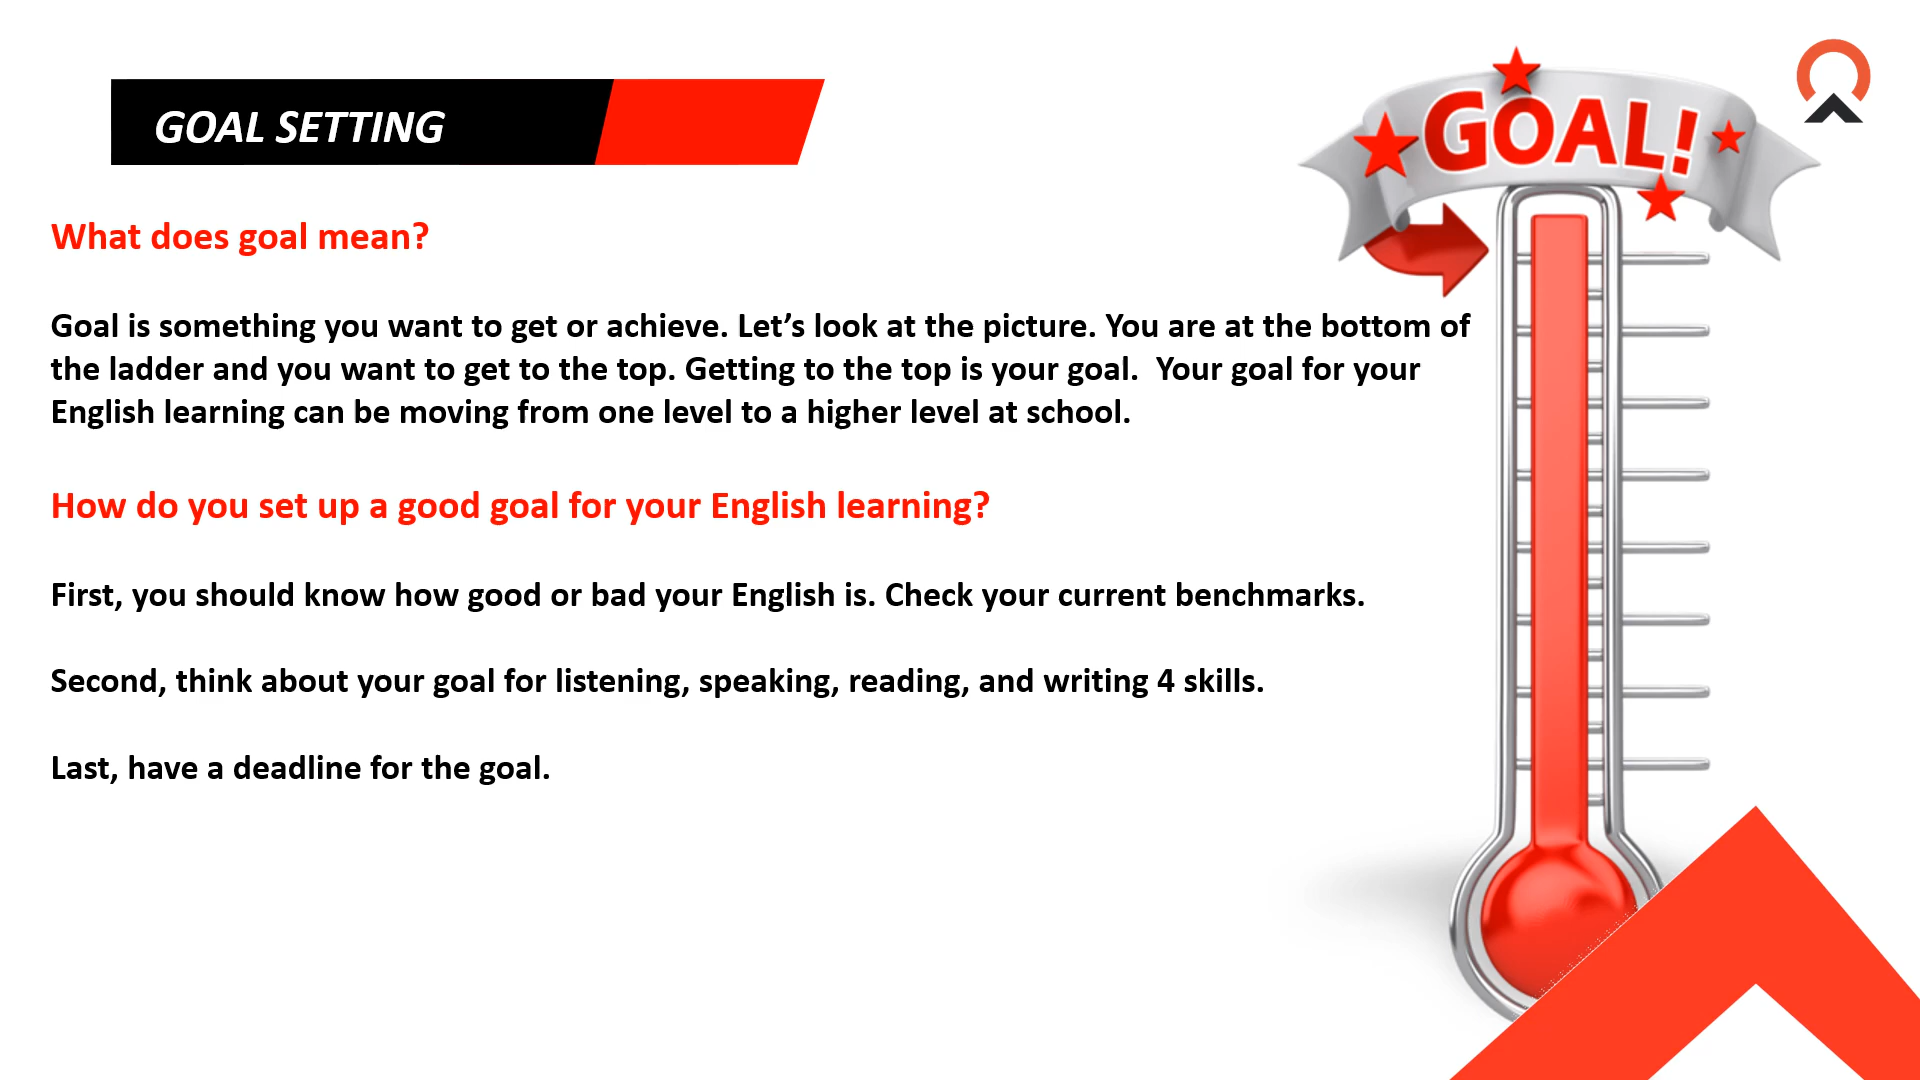 GOAL SETTING
GOAL!
What does goal mean?
Goal is something you want to get or achieve. Let’s look at the picture. You are at the bottom of
the ladder and you want to get to the top. Getting to the top is your goal.  Your goal for your
English learning can be moving from one level to a higher level at school.
How do you set up a good goal for your English learning?
First, you should know how good or bad your English is. Check your current benchmarks.
Second, think about your goal for listening, speaking, reading, and writing 4 skills.
Last, have a deadline for the goal.